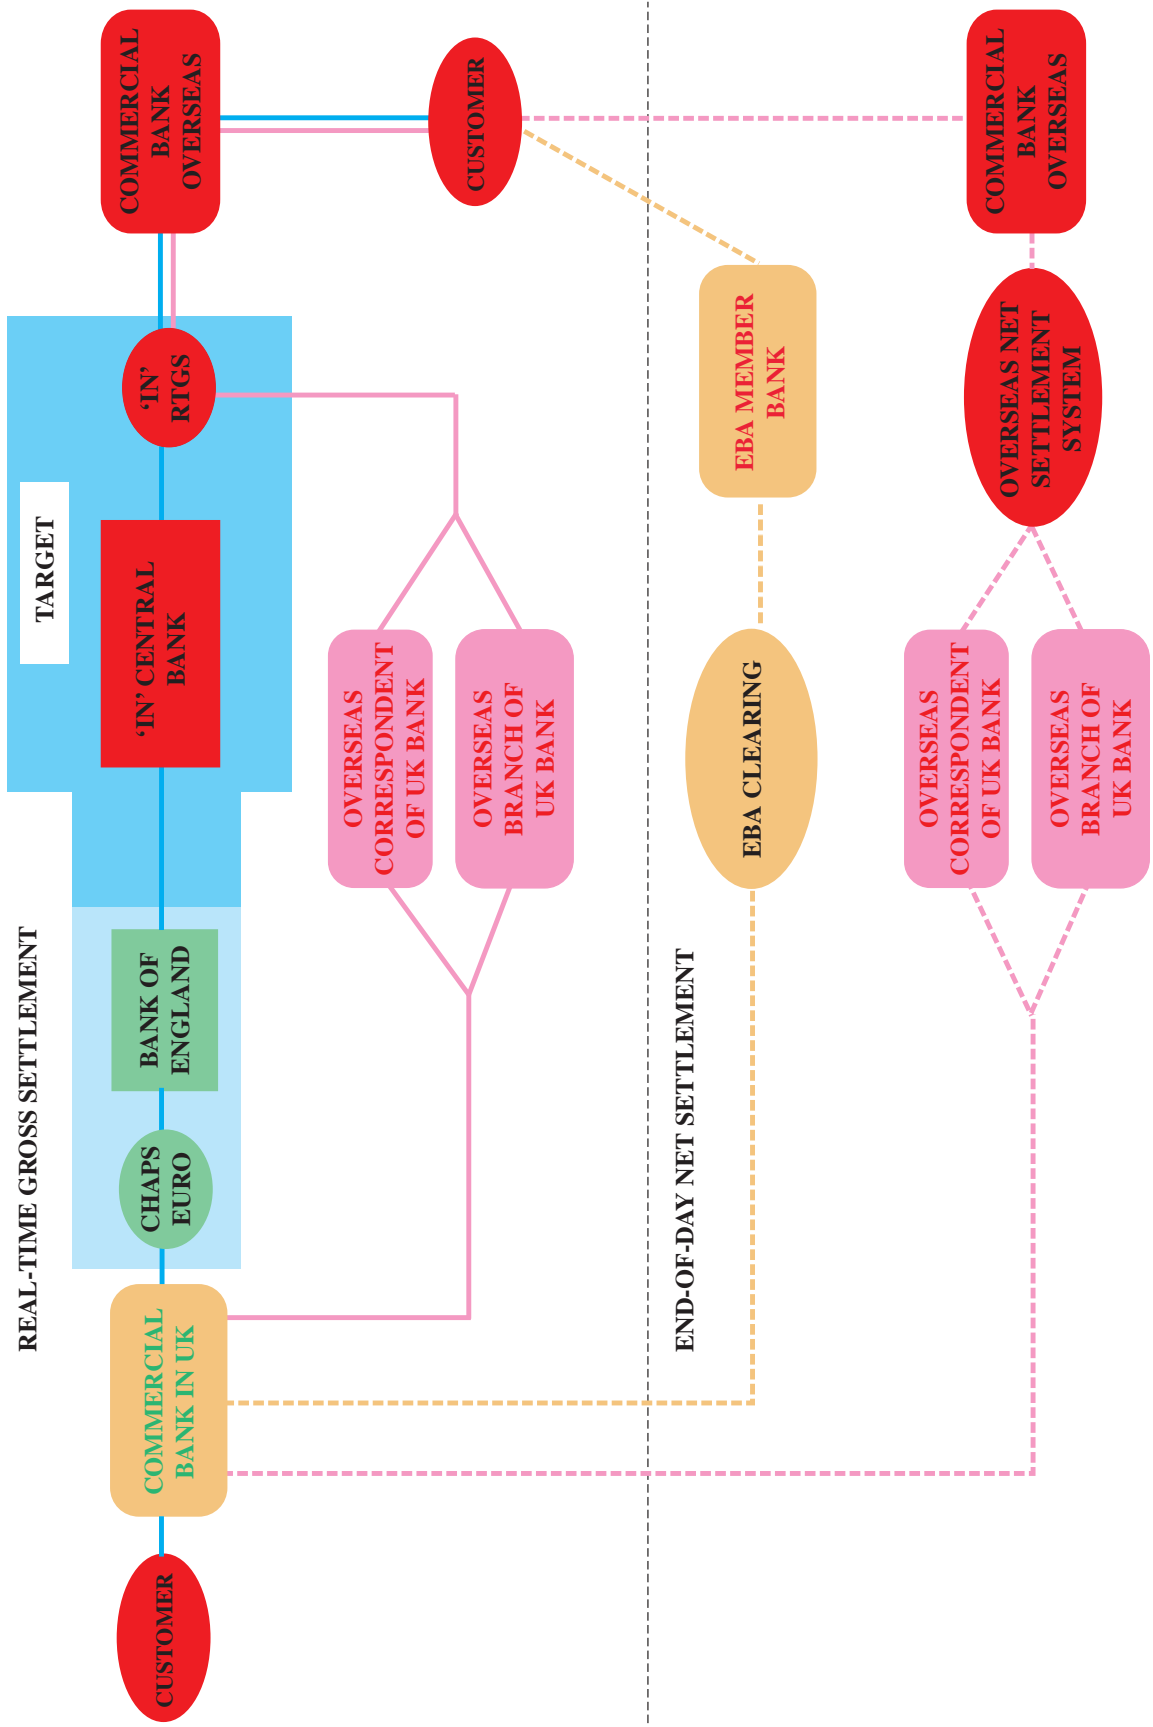 REAL-TIME GROSS SETTLEMENT
TARGET
CUSTOMER
COMMERCIAL
BANK IN UK
CHAPS
EURO
BANK OF
ENGLAND
‘IN’ CENTRAL
BANK
‘IN’
RTGS
COMMERCIAL
BANK
OVERSEAS
OVERSEAS
CORRESPONDENT
OF UK BANK
OVERSEAS
BRANCH OF
UK BANK
CUSTOMER
END-OF-DAY NET SETTLEMENT
EBA CLEARING
EBA MEMBER
BANK
OVERSEAS
CORRESPONDENT
OF UK BANK
OVERSEAS
BRANCH OF
UK BANK
OVERSEAS NET
SETTLEMENT
SYSTEM
COMMERCIAL
BANK
OVERSEAS